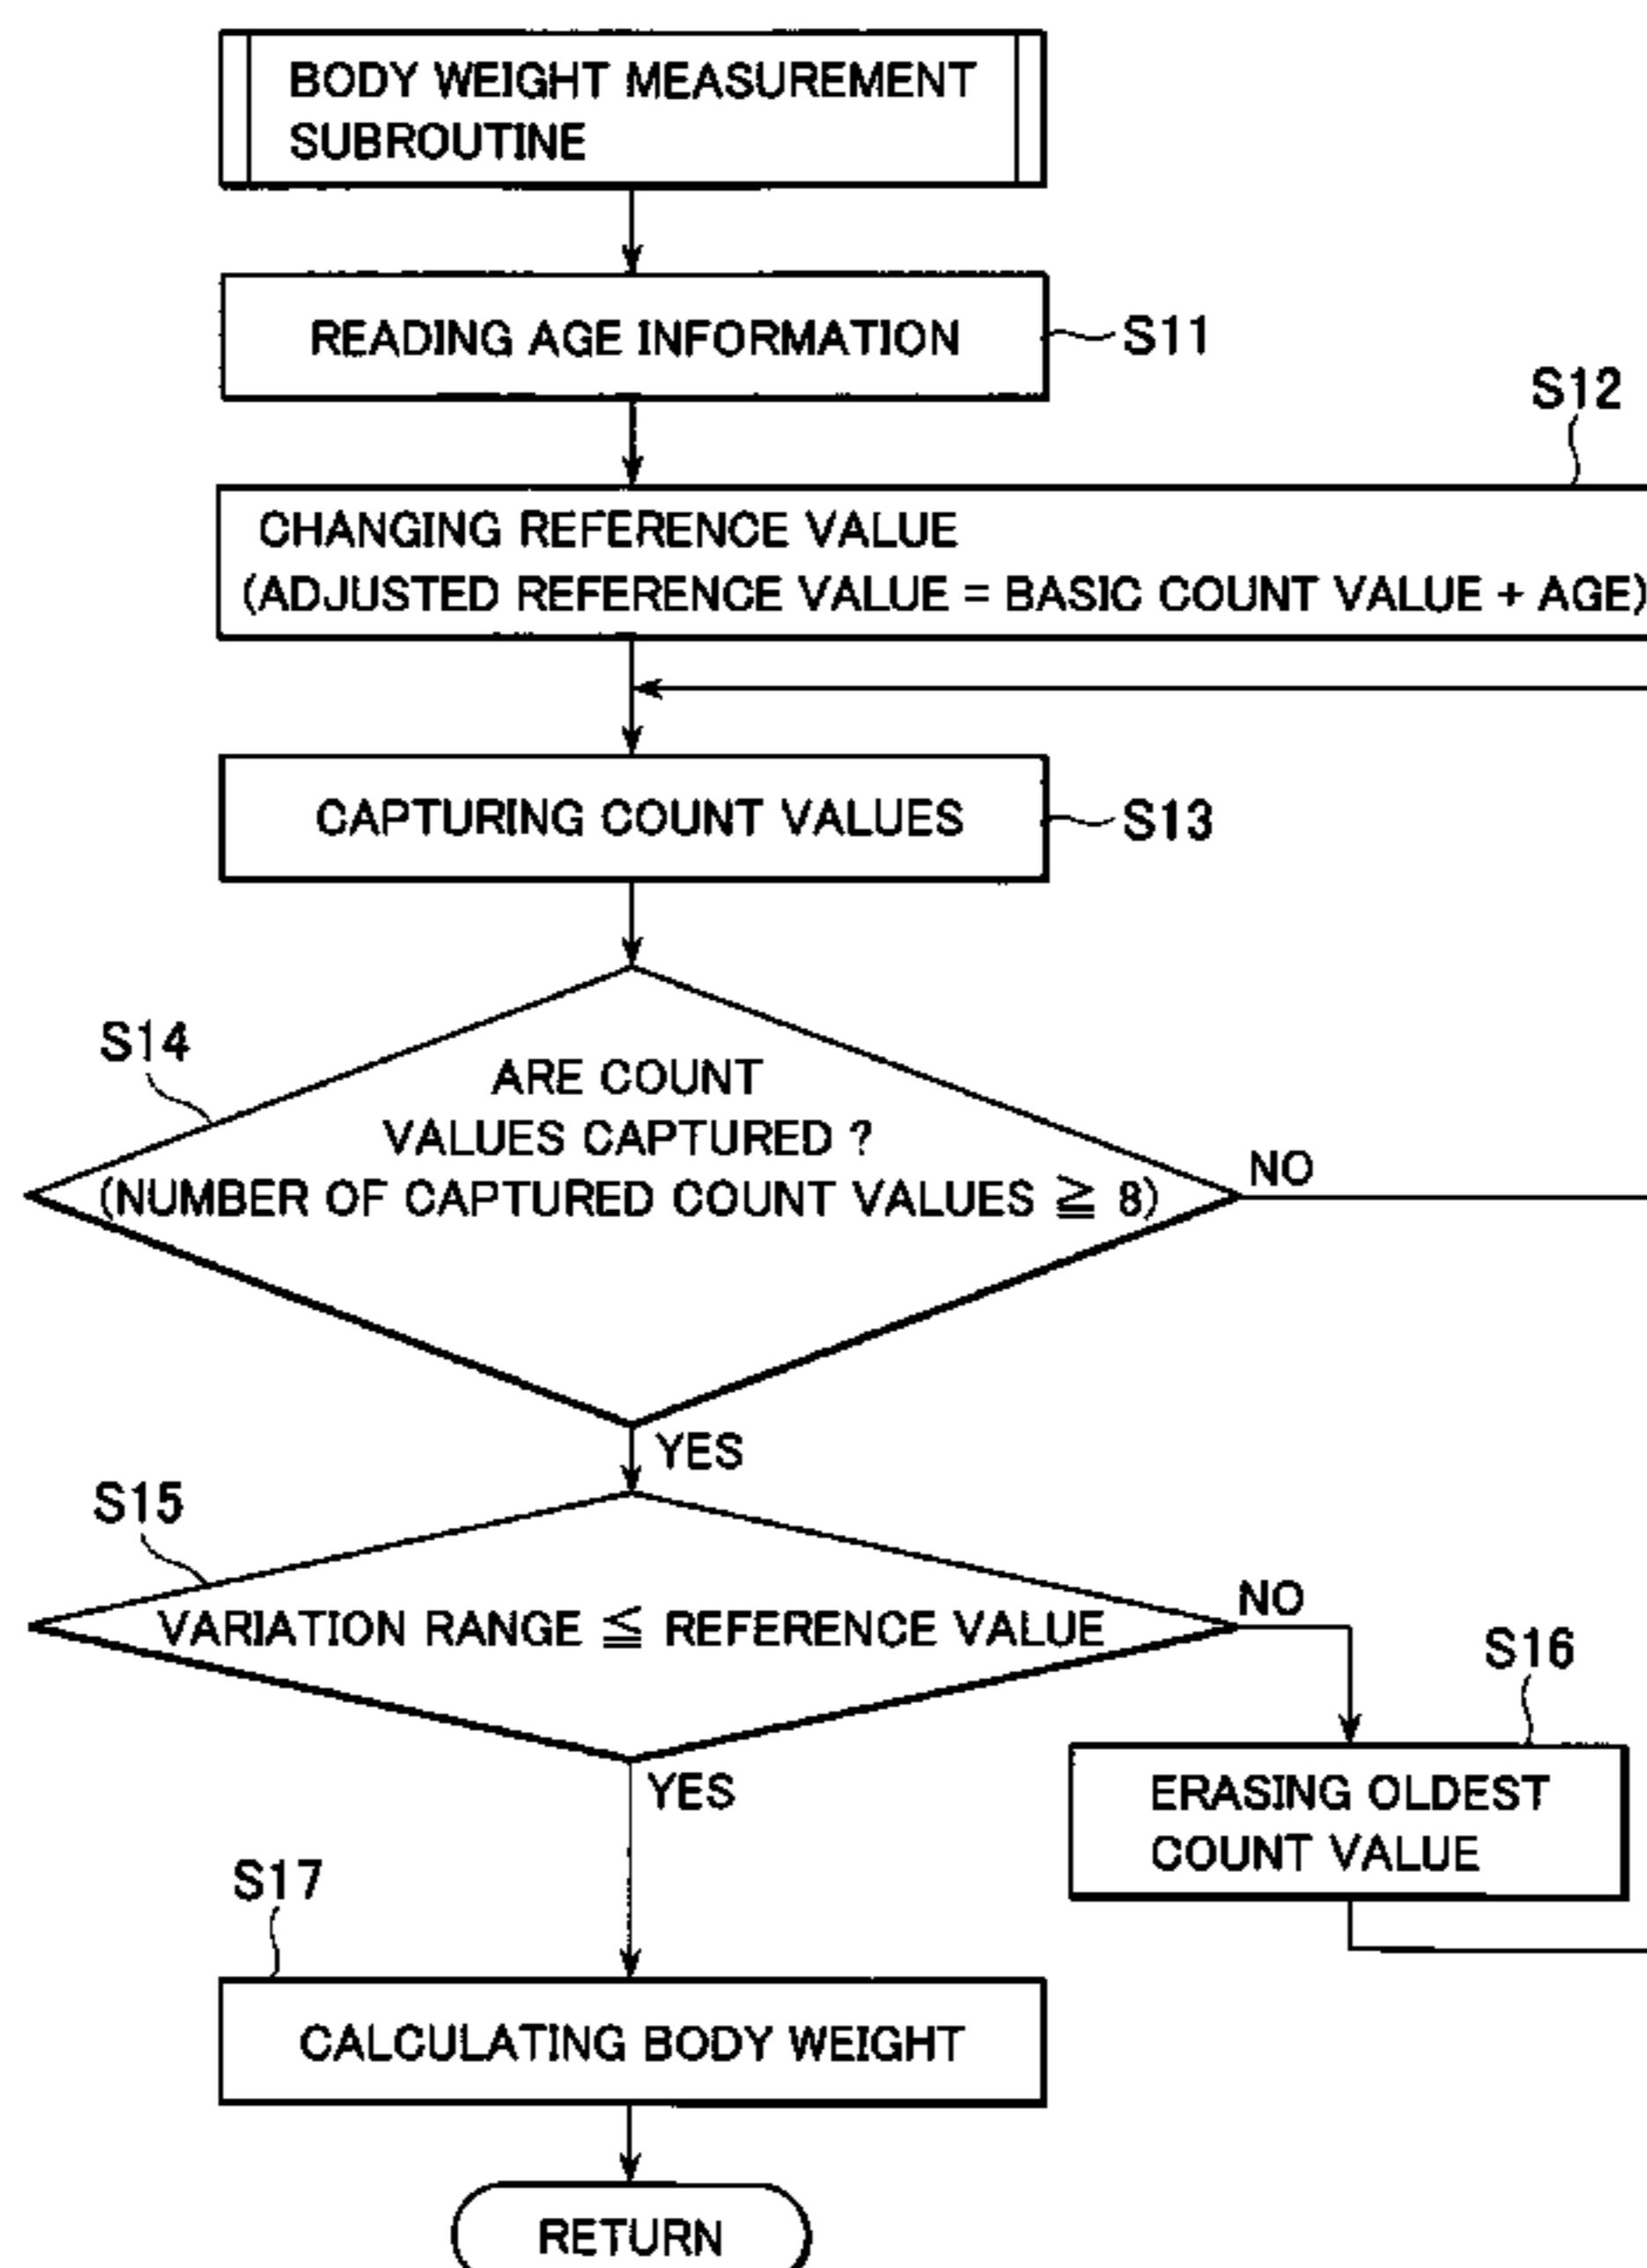 BODY WEIGHT MEASUREMENT
SUBROUTINE
READING AGE INFORMATION
S11
S12
CHANGING REFERENCE VALUE
(ADJUSTED REFERENCE VALUE = BASIC COUNT VALUE + AGE)
CAPTURING COUNT VALUES
S13
S14
ARE COUNT
VALUES CAPTURED ?
(NUMBER OF CAPTURED COUNT VALUES ≧ 8)
NO
YES
S15
VARIATION RANGE ≦ REFERENCE VALUE
NO
S16
YES
ERASING OLDEST
COUNT VALUE
S17
CALCULATING BODY WEIGHT
RETURN